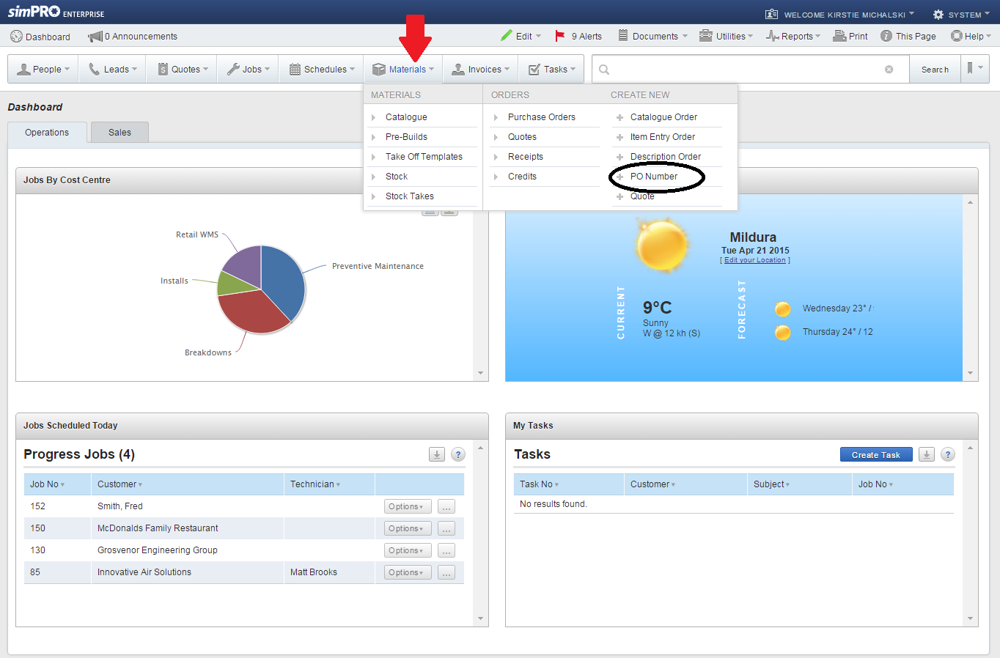 simPRO ENTERPRISE
WELCOME KIRSTIE MICHALSKI
SYSTEM
Dashboard
0 Announcements
Edit
9 Alerts
Documents
Utilities
Reports
Print
This Page
Help
People
Leads
Quotes
Jobs
Schedules
Materials
Invoices
Tasks
Search
MATERIALS
Catalogue
Pre-Builds
Take Off Templates
Stock
Stock Takes
ORDERS
Purchase Orders
Quotes
Receipts
Credits
CREATE NEW
Catalogue Order
Item Entry Order
Description Order
PO Number
Quote
Dashboard
Operations
Sales
Jobs By Cost Centre
Retail WMS
Preventive Maintenance
Installs
Breakdowns
Mildura
Tue Apr 21 2015
[ Edit your Location ]
CURRENT
9°C
Sunny
W @ 12 kh (S)
FORECAST
Wednesday 23° /
Thursday 24° / 12
Jobs Scheduled Today
Progress Jobs (4)
?
Job No Customer Technician
152 Smith, Fred Options ...
150 McDonalds Family Restaurant Options ...
130 Grosvenor Engineering Group Options ...
85 Innovative Air Solutions Matt Brooks Options ...
My Tasks
Tasks
Create Task
?
Task No Customer Subject Job No
No results found.